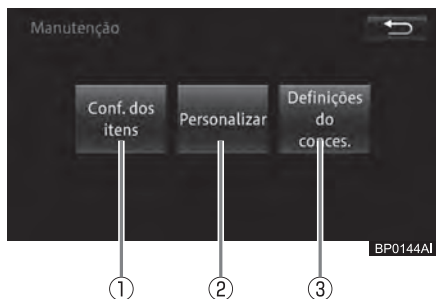 Manutenção
Conf. dos
itens
Personalizar
Definições
do
conces.
BP0144AI
① ② ③